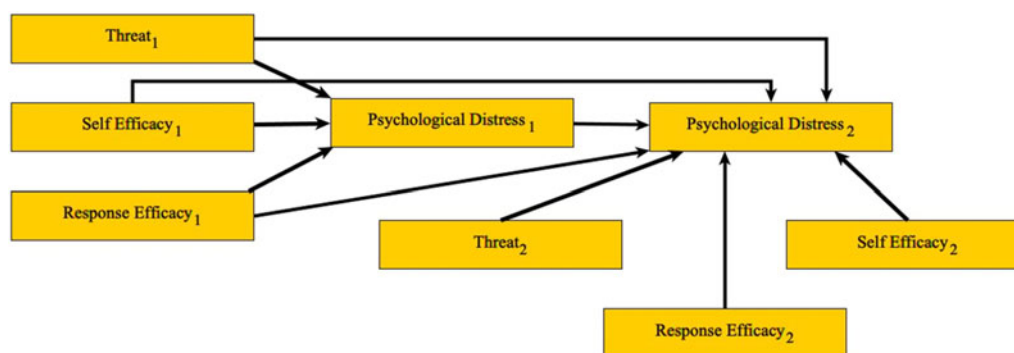 Threat1
Self Efficacy1
Psychological Distress1
Psychological Distress2
Response Efficacy1
Threat2
Self Efficacy2
Response Efficacy2